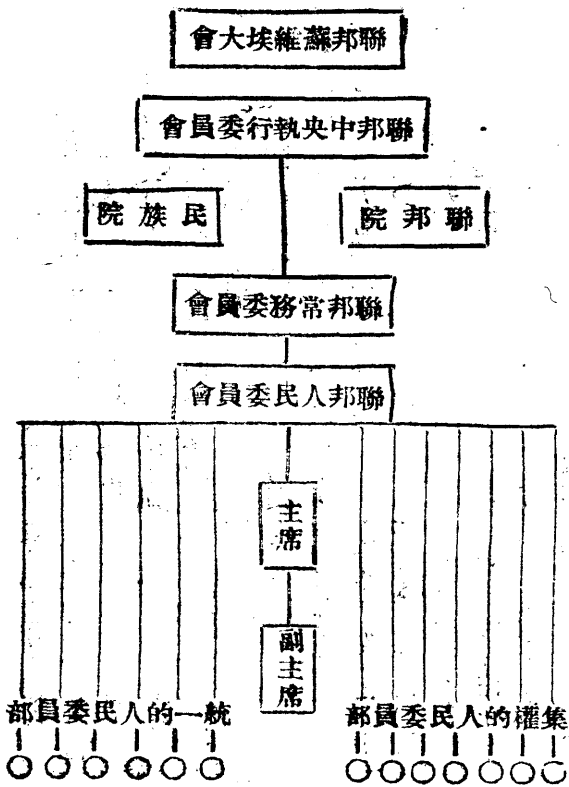 聯邦蘇維埃大會
聯邦中央執行委員會
聯邦院
民族院
聯邦常務委員會
聯邦人民委員會
主席
副主席
集權的人民委員部
統一的人民委員部